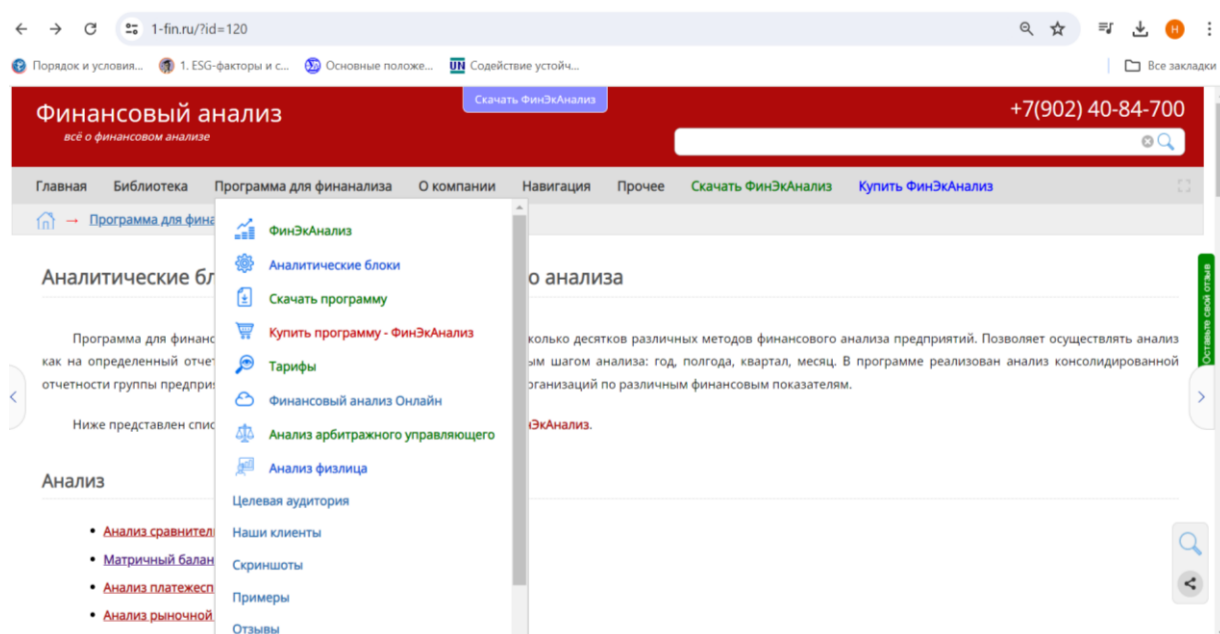 1-fin.ru/?id=120
Н
Порядок и условия...
1. ESG-факторы и с...
Основные положе...
UN Содействие устойч...
Все закладки
Скачать ФинЭкАнализ
Финансовый анализ
всё о финансовом анализе
+7(902) 40-84-700
Главная Библиотека Программа для финанализа О компании Навигация Прочее Скачать ФинЭкАнализ Купить ФинЭкАнализ
→ Программа для фина
ФинЭкАнализ
Аналитические блоки
Скачать программу
Купить программу - ФинЭкАнализ
Тарифы
Финансовый анализ Онлайн
Анализ арбитражного управляющего
Анализ физлица
Целевая аудитория
Наши клиенты
Скриншоты
Примеры
Отзывы
Аналитические бл о анализа
Программа для финанс колько десятков различных методов финансового анализа предприятий. Позволяет осуществлять анализ
как на определенный отче ым шагом анализа: год, полгода, квартал, месяц. В программе реализован анализ консолидированной
отчетности группы предпри организаций по различным финансовым показателям.
Ниже представлен спис ЭкАнализ.
Анализ
• Анализ сравнител
• Матричный балан
• Анализ платежесп
• Анализ рыночной
Оставьте свой отзыв